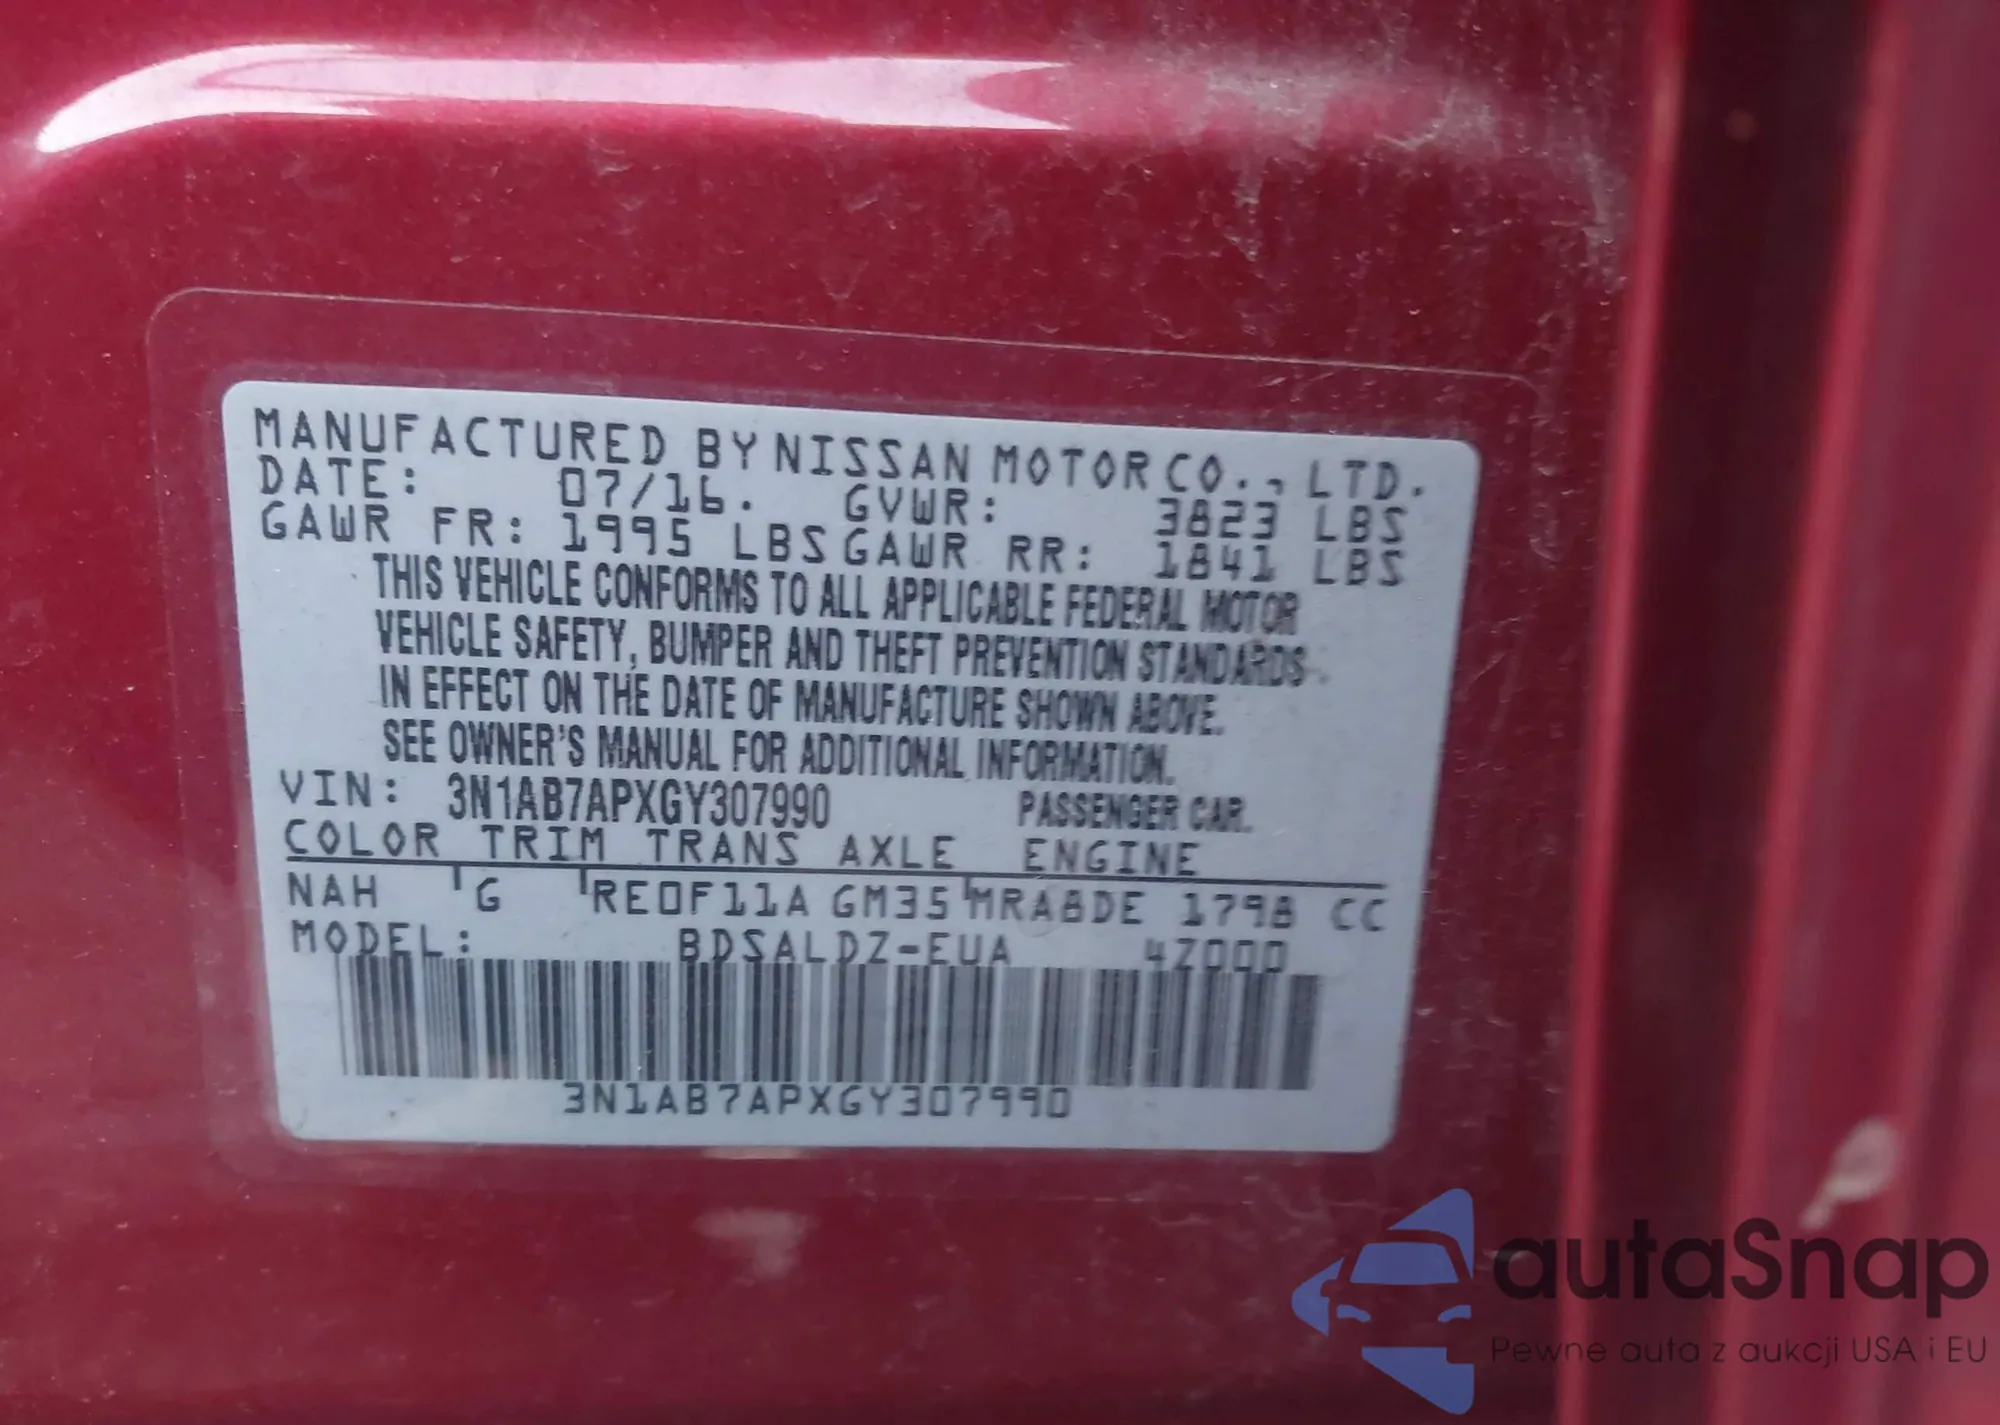 MANUFACTURED BY NISSAN MOTOR CO., LTD.
DATE: 07/16. GVWR: 3823 LBS
GAWR FR: 1995 LBS GAWR RR: 1841 LBS
THIS VEHICLE CONFORMS TO ALL APPLICABLE FEDERAL MOTOR
VEHICLE SAFETY, BUMPER AND THEFT PREVENTION STANDARDS
IN EFFECT ON THE DATE OF MANUFACTURE SHOWN ABOVE.
SEE OWNER'S MANUAL FOR ADDITIONAL INFORMATION.
VIN: 3N1AB7APXGY307990 PASSENGER CAR.
COLOR TRIM TRANS AXLE ENGINE
NAH G RE0F11A GM35 MRA8DE 1798 CC
MODEL: BDSALDZ-EUA 4Z000
3N1AB7APXGY307990
autaSnap
Pewne auta z aukcji USA i EU